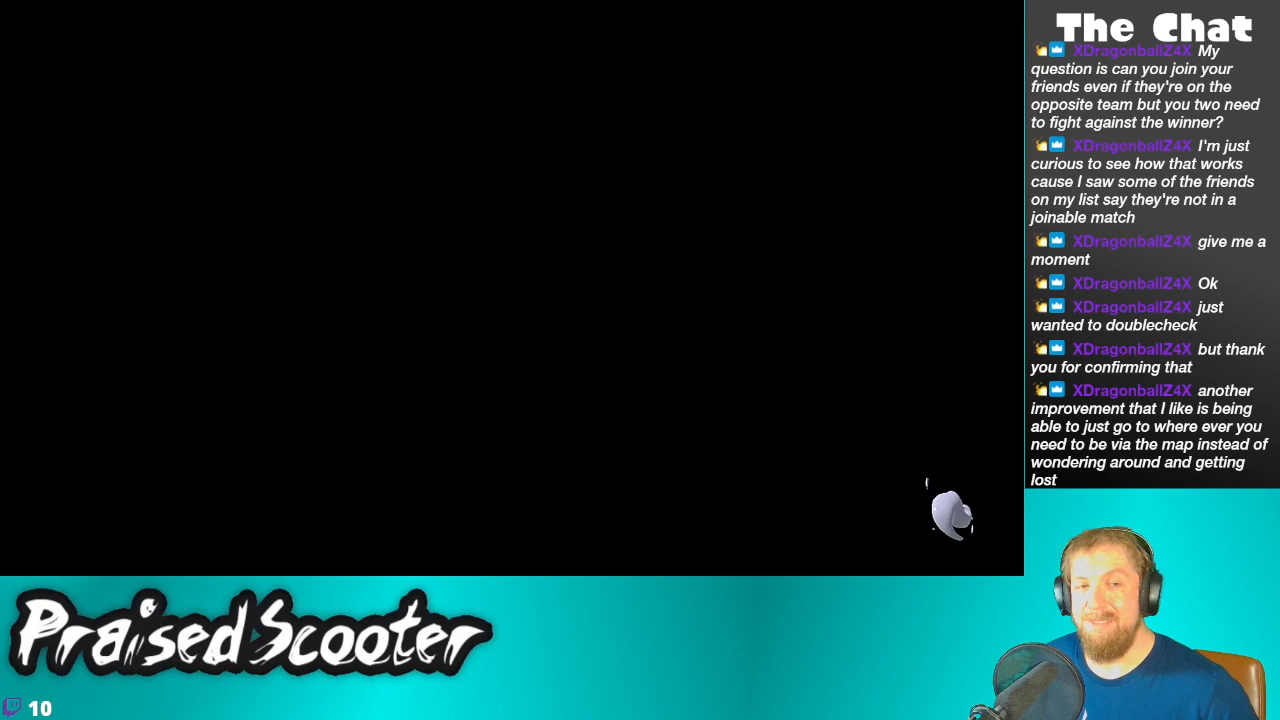 The Chat
XDragonballZ4X My
question is can you join your
friends even if they're on the
opposite team but you two need
to fight against the winner?
XDragonballZ4X I'm just
curious to see how that works
cause I saw some of the friends
on my list say they're not in a
joinable match
XDragonballZ4X give me a
moment
XDragonballZ4X Ok
XDragonballZ4X just
wanted to doublecheck
XDragonballZ4X but thank
you for confirming that
XDragonballZ4X another
improvement that I like is being
able to just go to where ever you
need to be via the map instead of
wondering around and getting
lost
PraisedScooter
10